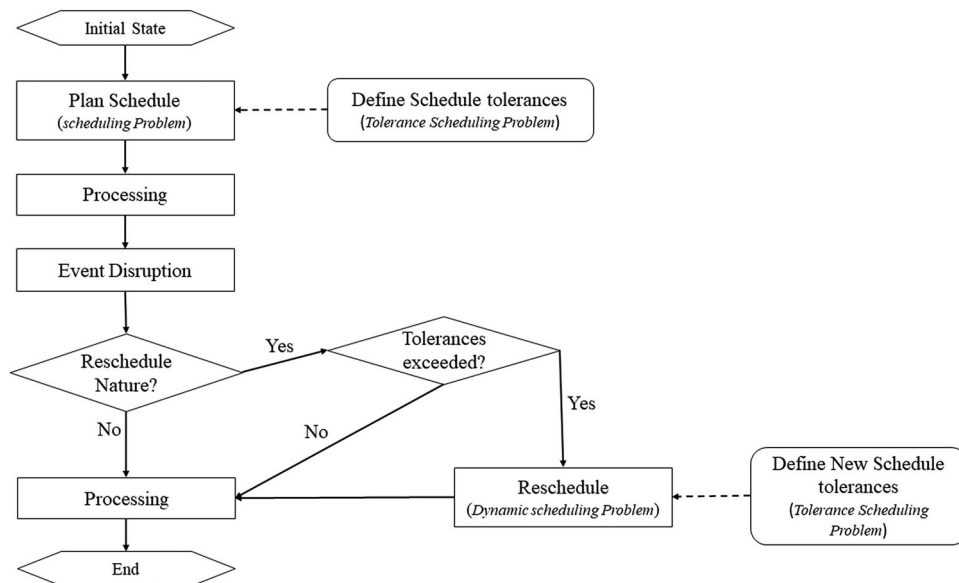 Initial State
Plan Schedule
(scheduling Problem)
Define Schedule tolerances
(Tolerance Scheduling Problem)
Processing
Event Disruption
Reschedule
Nature?
Yes
Tolerances
exceeded?
Yes
No
No
Processing
Reschedule
(Dynamic scheduling Problem)
Define New Schedule
tolerances
(Tolerance Scheduling
Problem)
End